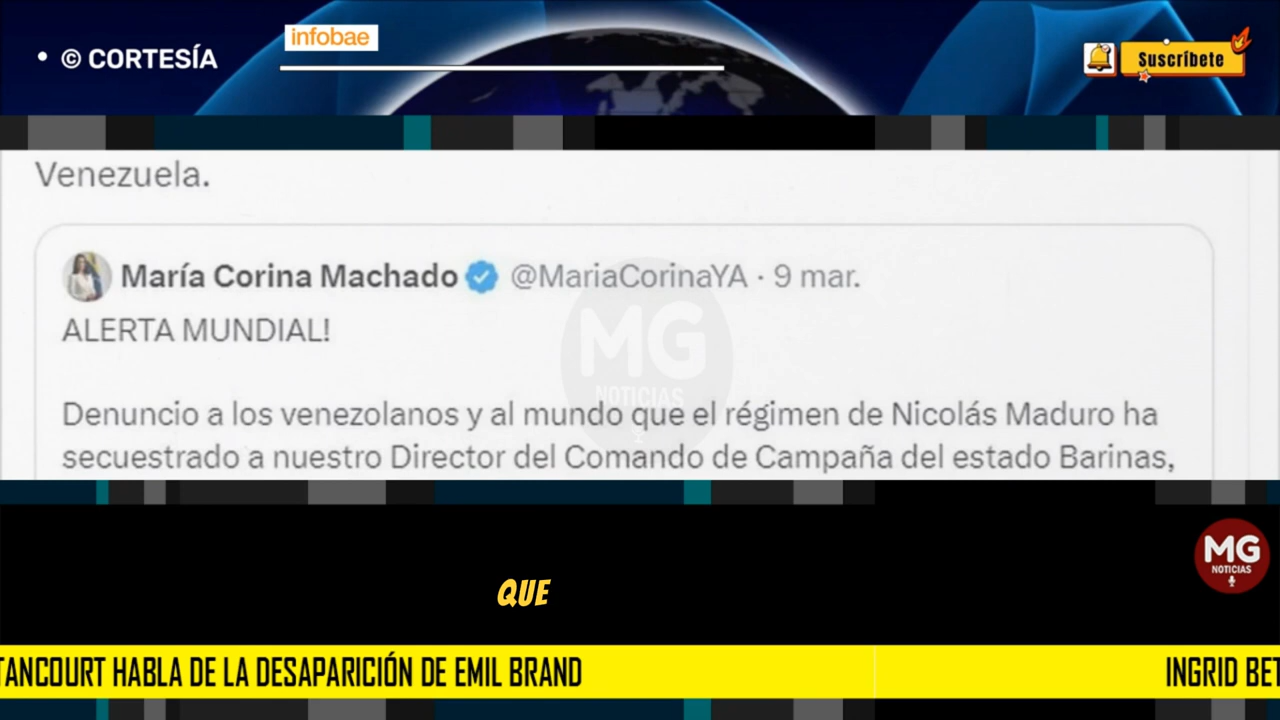 © CORTESÍA
infobae
Suscríbete
Venezuela.
María Corina Machado @MariaCorinaYA · 9 mar.
ALERTA MUNDIAL!
Denuncio a los venezolanos y al mundo que el régimen de Nicolás Maduro ha
secuestrado a nuestro Director del Comando de Campaña del estado Barinas,
MG
NOTICIAS
MG
NOTICIAS
QUE
TANCOURT HABLA DE LA DESAPARICIÓN DE EMIL BRAND
INGRID BET